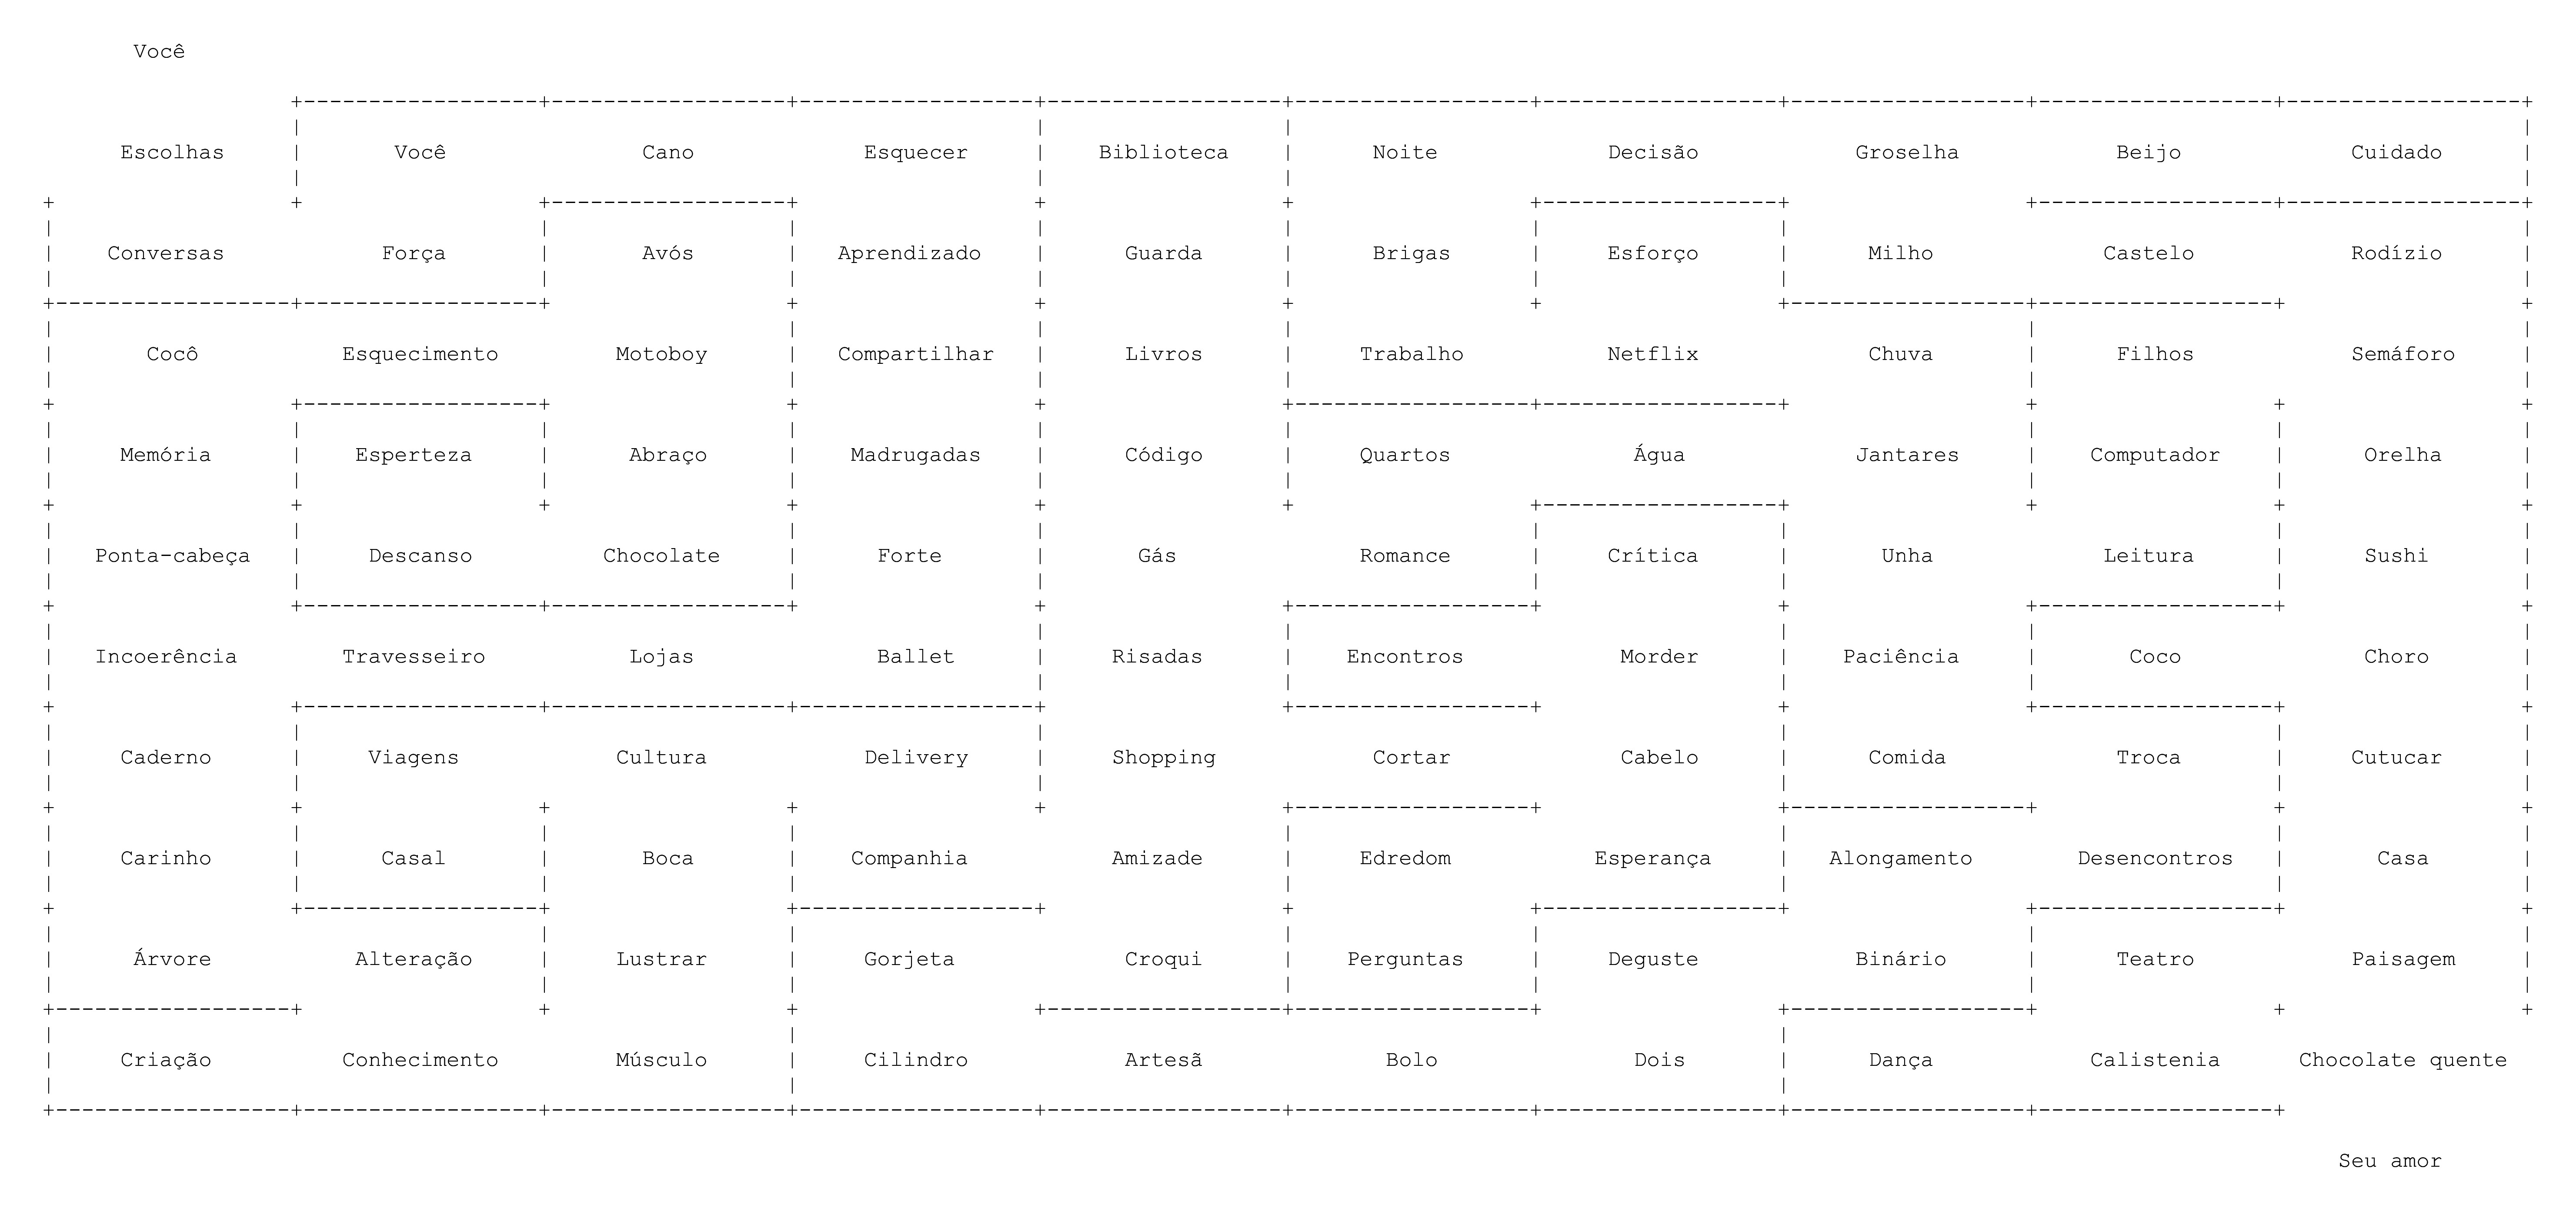 Você
Escolhas Você Cano Esquecer Biblioteca Noite Decisão Groselha Beijo Cuidado
Conversas Força Avós Aprendizado Guarda Brigas Esforço Milho Castelo Rodízio
Cocô Esquecimento Motoboy Compartilhar Livros Trabalho Netflix Chuva Filhos Semáforo
Memória Esperteza Abraço Madrugadas Código Quartos Água Jantares Computador Orelha
Ponta-cabeça Descanso Chocolate Forte Gás Romance Crítica Unha Leitura Sushi
Incoerência Travesseiro Lojas Ballet Risadas Encontros Morder Paciência Coco Choro
Caderno Viagens Cultura Delivery Shopping Cortar Cabelo Comida Troca Cutucar
Carinho Casal Boca Companhia Amizade Edredom Esperança Alongamento Desencontros Casa
Árvore Alteração Lustrar Gorjeta Croqui Perguntas Deguste Binário Teatro Paisagem
Criação Conhecimento Músculo Cilindro Artesã Bolo Dois Dança Calistenia Chocolate quente
Seu amor